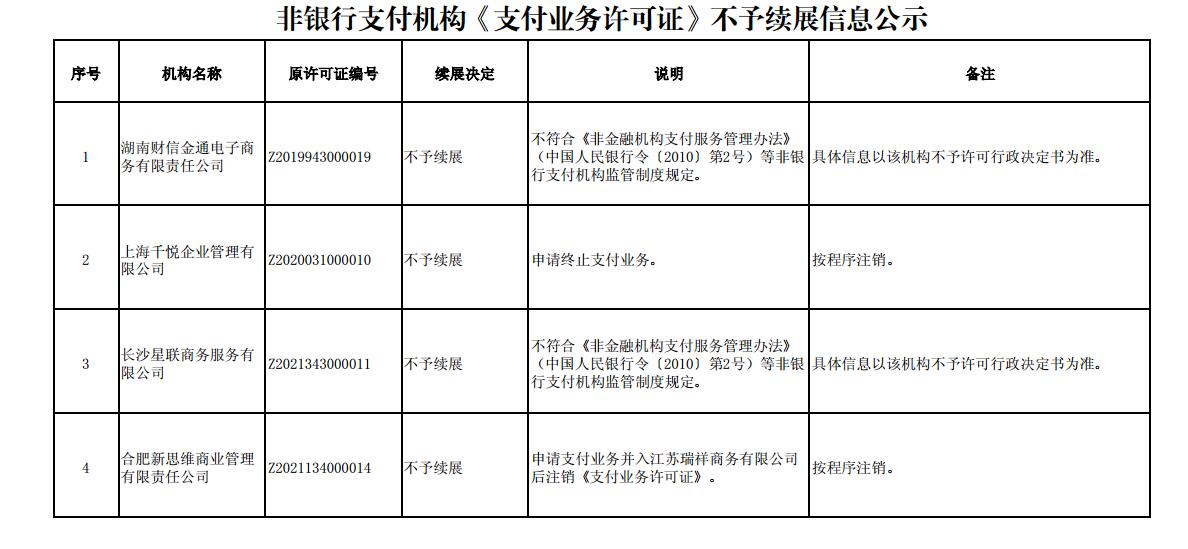 非银行支付机构《支付业务许可证》不予续展信息公示
序号 机构名称 原许可证编号 续展决定 说明 备注
1
湖南财信金通电子商
务有限责任公司
Z2019943000019
不予续展
不符合《非金融机构支付服务管理办法》
（中国人民银行令〔2010〕第2号）等非银
行支付机构监管制度规定。
具体信息以该机构不予许可行政决定书为准。
2
上海千悦企业管理有
限公司
Z2020031000010
不予续展
申请终止支付业务。
按程序注销。
3
长沙星联商务服务有
限公司
Z2021343000011
不予续展
不符合《非金融机构支付服务管理办法》
（中国人民银行令〔2010〕第2号）等非银
行支付机构监管制度规定。
具体信息以该机构不予许可行政决定书为准。
4
合肥新思维商业管理
有限责任公司
Z2021134000014
不予续展
申请支付业务并入江苏瑞祥商务有限公司
后注销《支付业务许可证》。
按程序注销。